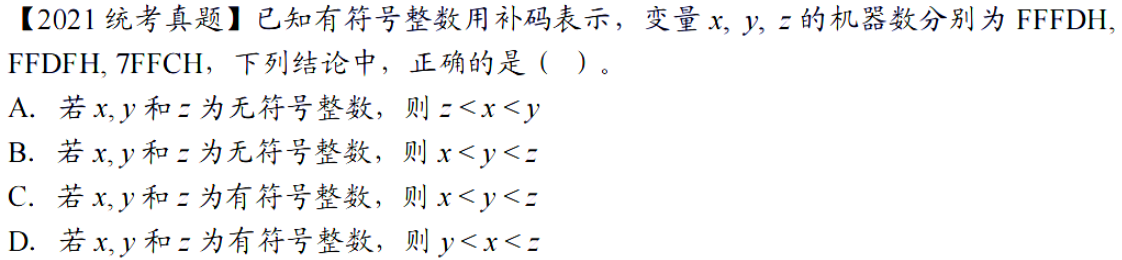 【2021 统考真题】已知有符号整数用补码表示，变量 x, y, z 的机器数分别为 FFFDH,
FFDFH, 7FFCH，下列结论中，正确的是（ ）。
A. 若 x, y 和 z 为无符号整数，则 z < x < y
B. 若 x, y 和 z 为无符号整数，则 x < y < z
C. 若 x, y 和 z 为有符号整数，则 x < y < z
D. 若 x, y 和 z 为有符号整数，则 y < x < z